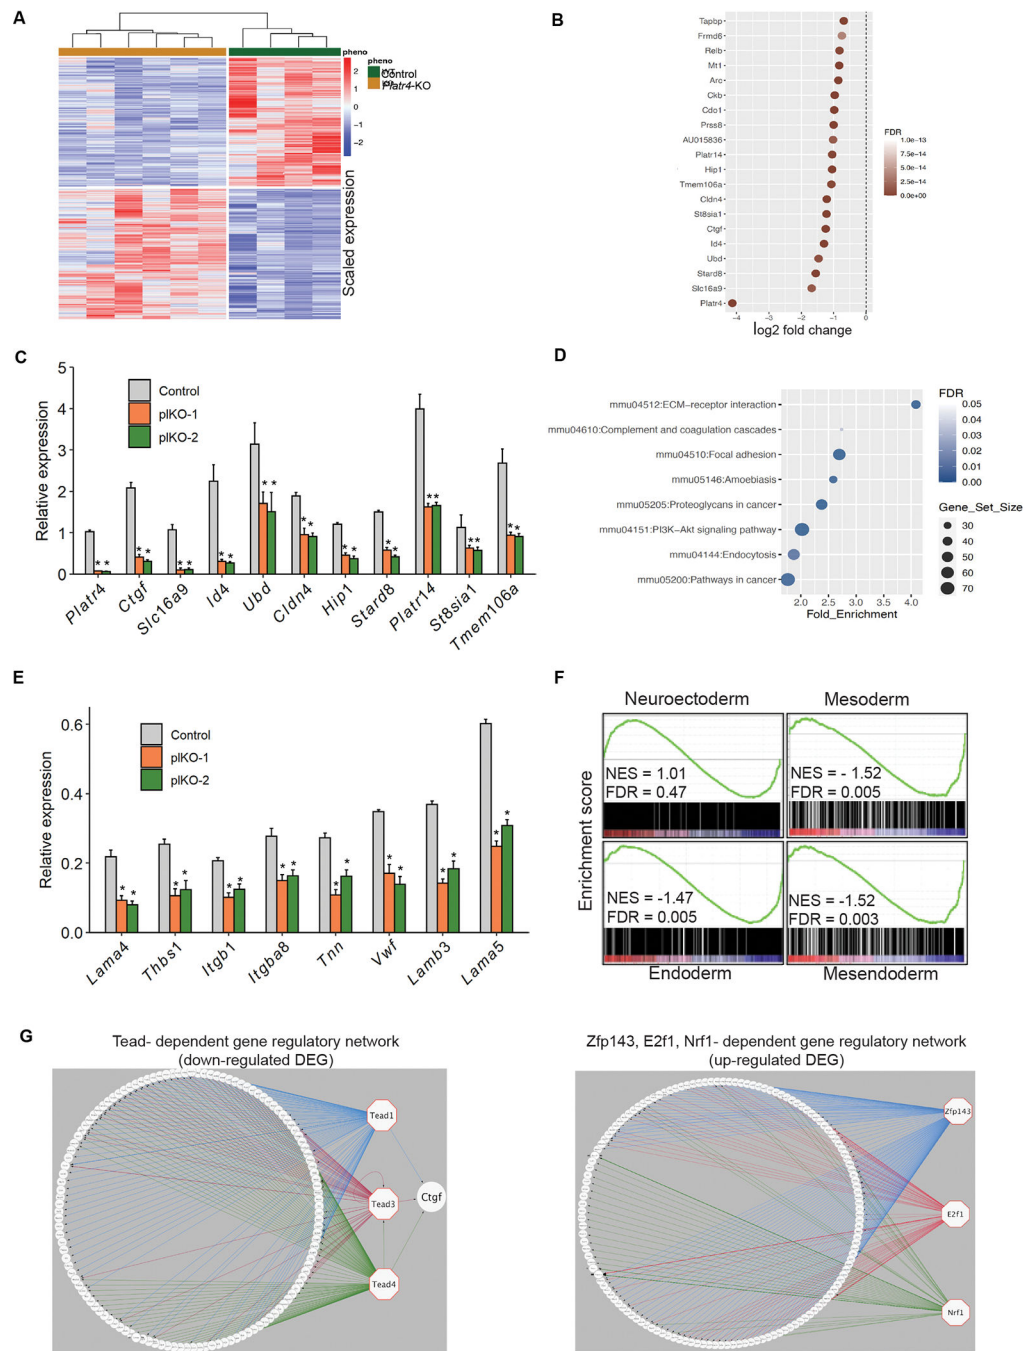 A
pheno
pheno
WT
Control
Platr4-KO
2
1
0
−1
−2
Scaled expression
B
Tapbp
Frmd6
Relb
Mt1
Arc
Ckb
Cdo1
Prss8
AU015836
Platr14
Hip1
Tmem106a
Cldn4
St8sia1
Ctgf
Id4
Ubd
Stard8
Slc16a9
Platr4
−4 −3 −2 −1 0
log2 fold change
FDR
1.0e−13
7.5e−14
5.0e−14
2.5e−14
0.0e+00
C
Relative expression
5
4
3
2
1
0
Control
plKO-1
plKO-2
* * * * * * * * * * * * * * * * * * * * * *
Platr4 Ctgf Slc16a9 Id4 Ubd Cldn4 Hip1 Stard8 Platr14 St8sia1 Tmem106a
D
mmu04512:ECM−receptor interaction
mmu04610:Complement and coagulation cascades
mmu04510:Focal adhesion
mmu05146:Amoebiasis
mmu05205:Proteoglycans in cancer
mmu04151:PI3K−Akt signaling pathway
mmu04144:Endocytosis
mmu05200:Pathways in cancer
2.0 2.5 3.0 3.5 4.0
Fold_Enrichment
FDR
0.05
0.04
0.03
0.02
0.01
0.00
Gene_Set_Size
30
40
50
60
70
E
Relative expression
0.6
0.4
0.2
0.0
Control
plKO-1
plKO-2
* * * * * * * * * * * * * * * *
Lama4 Thbs1 Itgb1 Itgba8 Tnn Vwf Lamb3 Lama5
F
Enrichment score
Neuroectoderm
NES = 1.01
FDR = 0.47
Mesoderm
NES = - 1.52
FDR = 0.005
NES = -1.47
FDR = 0.005
Endoderm
NES = -1.52
FDR = 0.003
Mesendoderm
G
Tead- dependent gene regulatory network
(down-regulated DEG)
Tead1
Tead3
Ctgf
Tead4
Zfp143, E2f1, Nrf1- dependent gene regulatory network
(up-regulated DEG)
Zfp143
E2f1
Nrf1